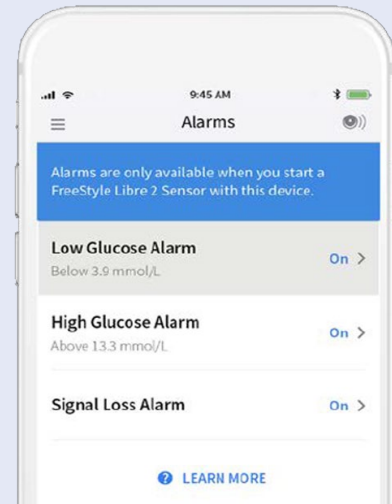 9:45 AM
Alarms
Alarms are only available when you start a
FreeStyle Libre 2 Sensor with this device.
Low Glucose Alarm
On
Below 3.9 mmol/L
High Glucose Alarm
On
Above 13.3 mmol/L
Signal Loss Alarm
On
? LEARN MORE